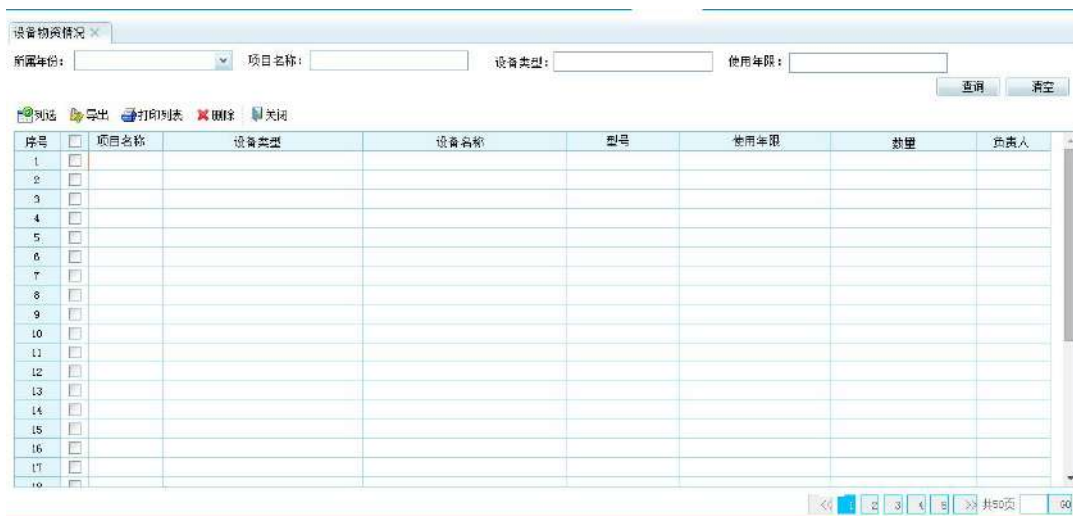 设备物资情况 ×
所属年份: 项目名称: 设备类型: 使用年限:
查询 清空
列选 导出 打印列表 删除 关闭
序号 项目名称 设备类型 设备名称 型号 使用年限 数量 负责人
1
2
3
4
5
6
7
8
9
10
11
12
13
14
15
16
17
<< 1 2 3 4 5 >> 共50页 GO